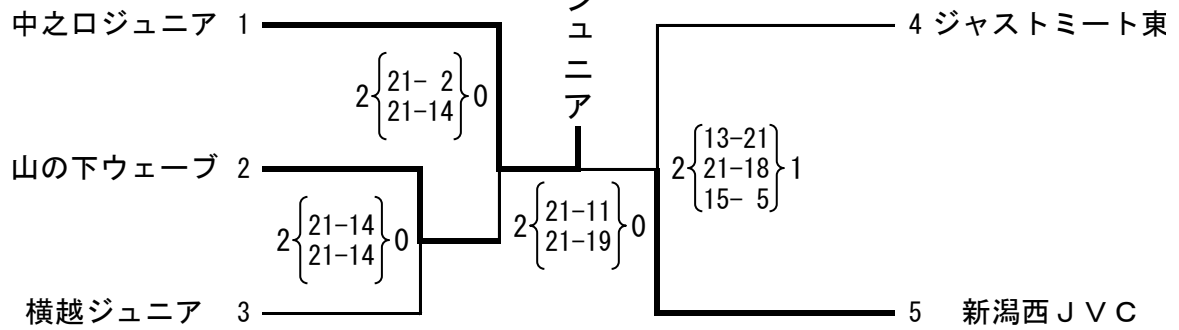 ジュニア
中之口ジュニア 1
4 ジャストミート東
2{21- 2 21-14}0
山の下ウェーブ 2
2{13-21 21-18 15- 5}1
2{21-14 21-14}0
2{21-11 21-19}0
横越ジュニア 3
5 新潟西ＪＶＣ